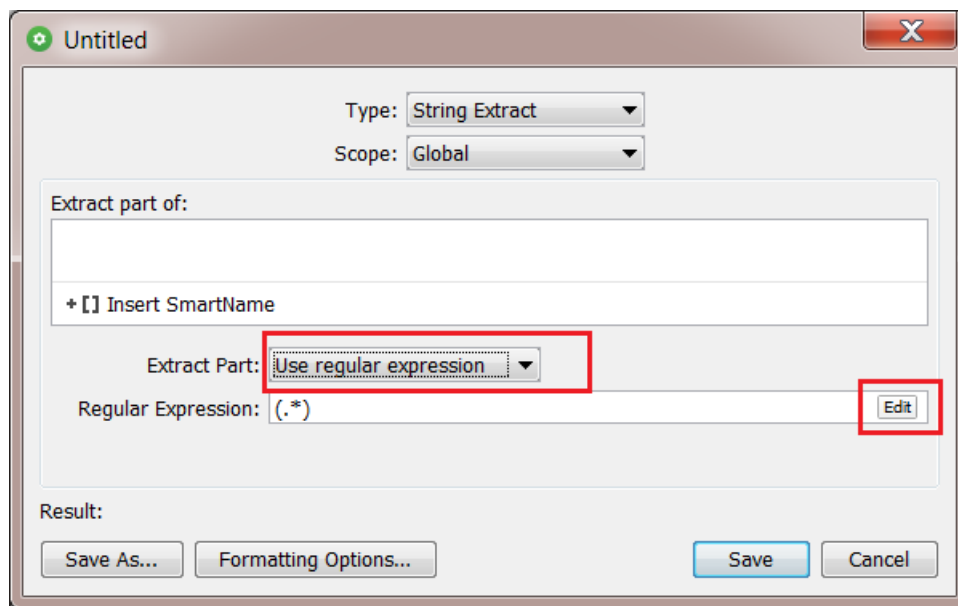 Untitled
X
Type: String Extract
Scope: Global
Extract part of:
+[] Insert SmartName
Extract Part: Use regular expression
Regular Expression: (.*) Edit
Result:
Save As... Formatting Options... Save Cancel